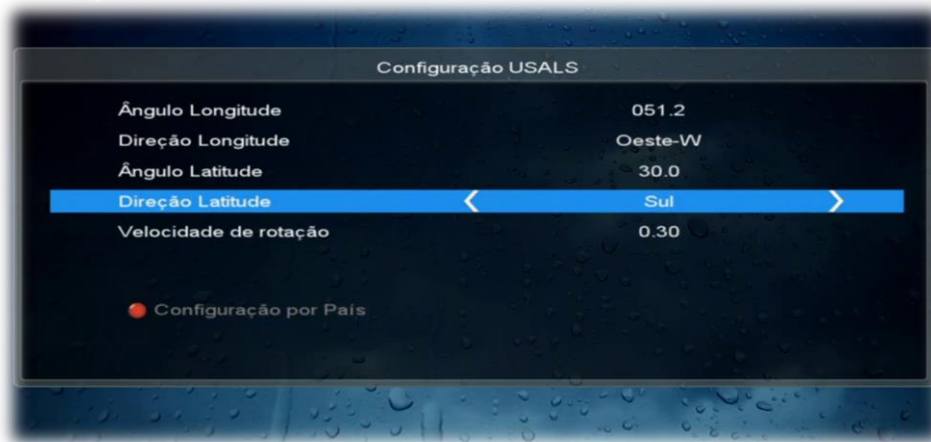 Configuração USALS
Ângulo Longitude 051.2
Direção Longitude Oeste-W
Ângulo Latitude 30.0
Direção Latitude Sul
Velocidade de rotação 0.30
Configuração por País